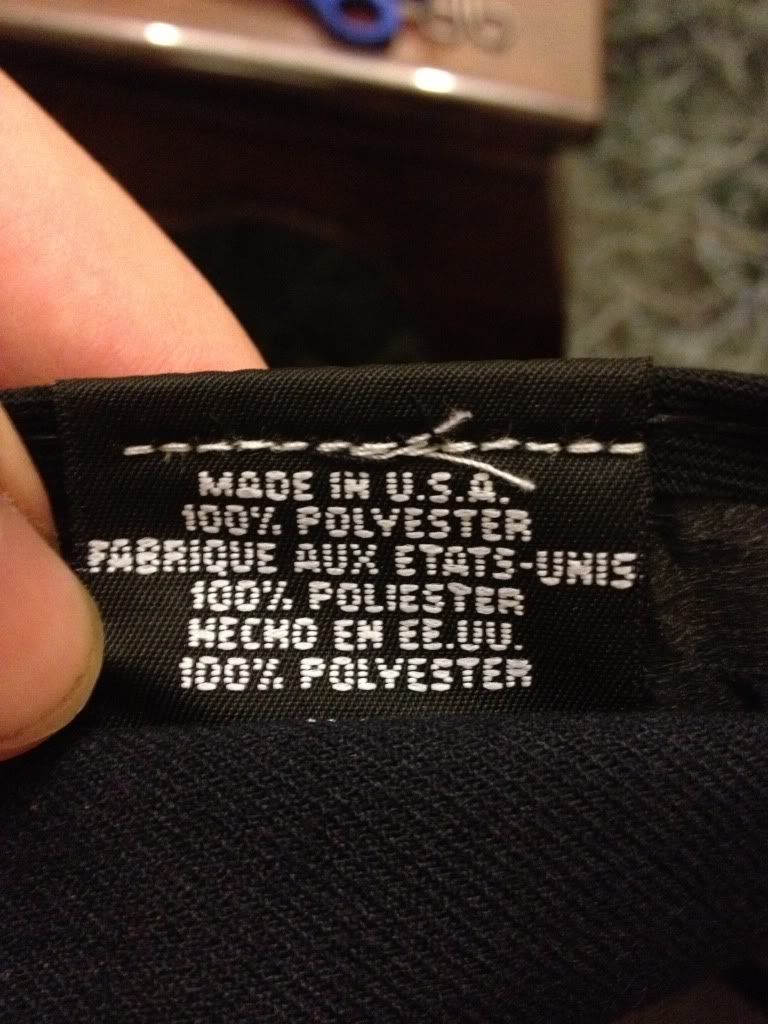 MADE IN U.S.A.
100% POLYESTER
FABRIQUE AUX ETATS-UNIS
100% POLIESTER
HECHO EN EE.UU.
100% POLYESTER